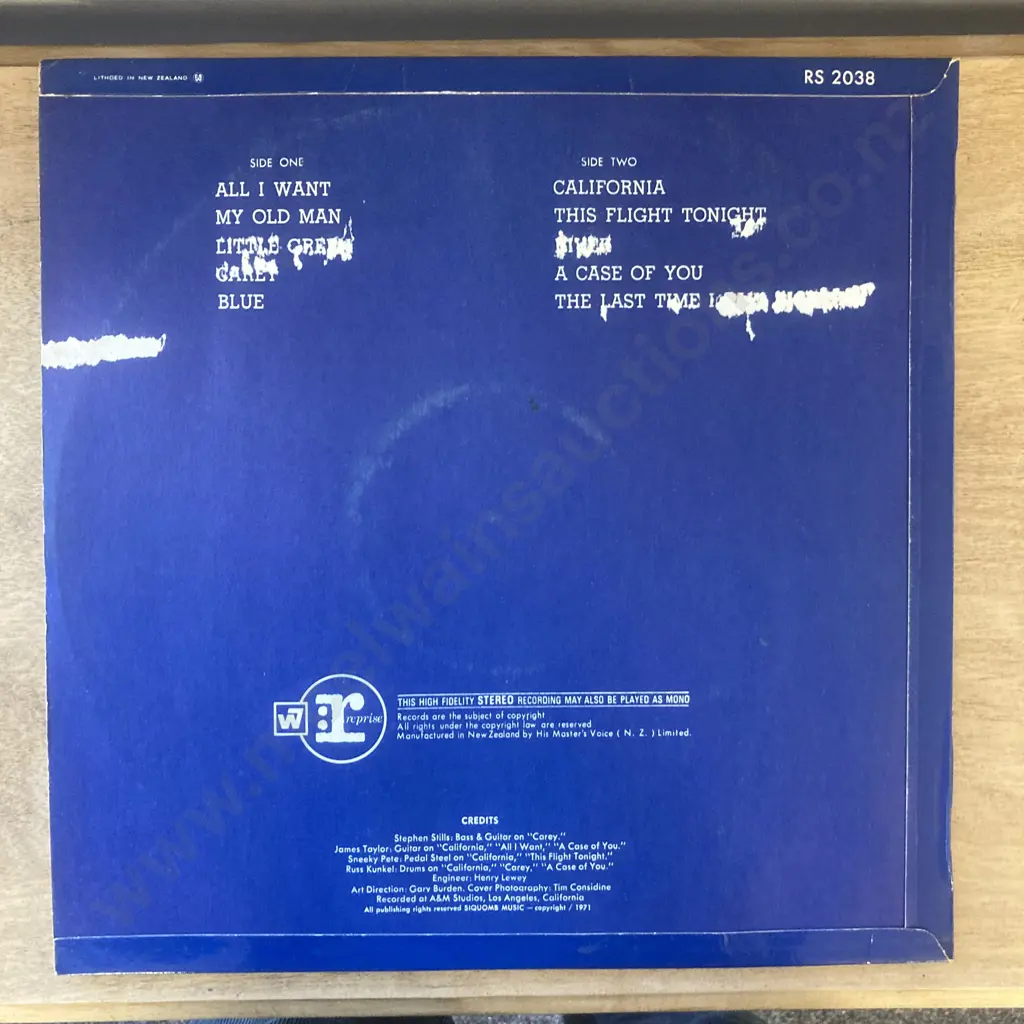 LITHOED IN NEW ZEALAND
RS 2038
SIDE ONE
ALL I WANT
MY OLD MAN
LITTLE GREEN
CAREY
BLUE
SIDE TWO
CALIFORNIA
THIS FLIGHT TONIGHT
RIVER
A CASE OF YOU
THE LAST TIME I
W
r reprise
THIS HIGH FIDELITY STEREO RECORDING MAY ALSO BE PLAYED AS MONO
Records are the subject of copyright
All rights under the copyright law are reserved
Manufactured in New Zealand by His Master's Voice ( N. Z. ) Limited.
CREDITS
Stephen Stills: Bass & Guitar on "Carey."
James Taylor: Guitar on "California," "All I Want," "A Case of You."
Sneeky Pete: Pedal Steel on "California," "This Flight Tonight."
Russ Kunkel: Drums on "California," "Carey," "A Case of You."
Engineer: Henry Lewey
Art Direction: Gary Burden. Cover Photography: Tim Considine
Recorded at A&M Studios, Los Angeles, California
All publishing rights reserved SIQUOMB MUSIC — copyright / 1971